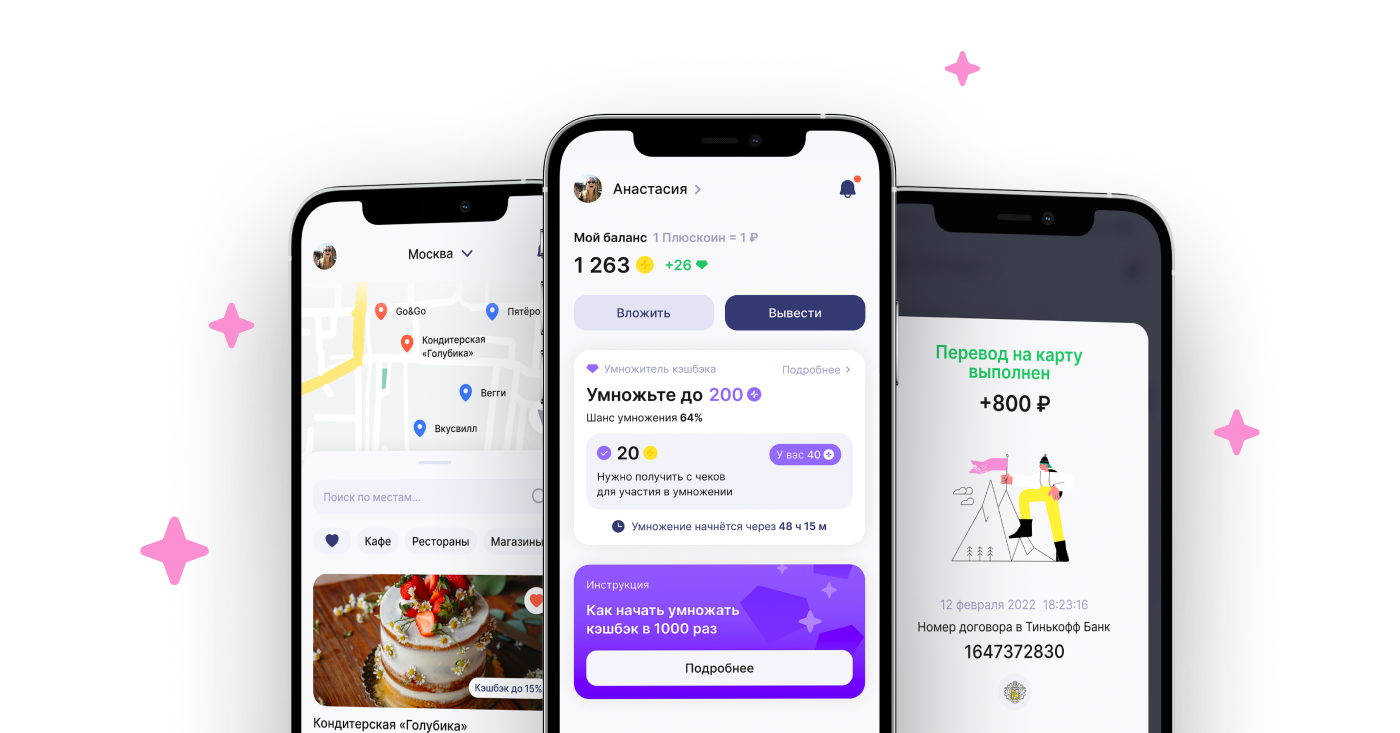 Москва
Go&Go
Пятёро
Кондитерская
«Голубика»
Вегги
Вкусвилл
Поиск по местам...
Кафе
Рестораны
Магазины
Кэшбэк до 15%
Кондитерская «Голубика»
Анастасия
Мой баланс 1 Плюскоин = 1 ₽
1 263 +26
Вложить
Вывести
Умножитель кэшбэка
Подробнее
Умножьте до 200
Шанс умножения 64%
20
У вас 40
Нужно получить с чеков
для участия в умножении
Умножение начнётся через 48 ч 15 м
Инструкция
Как начать умножать
кэшбэк в 1000 раз
Подробнее
Перевод на карту
выполнен
+800 ₽
12 февраля 2022 18:23:16
Номер договора в Тинькофф Банк
1647372830